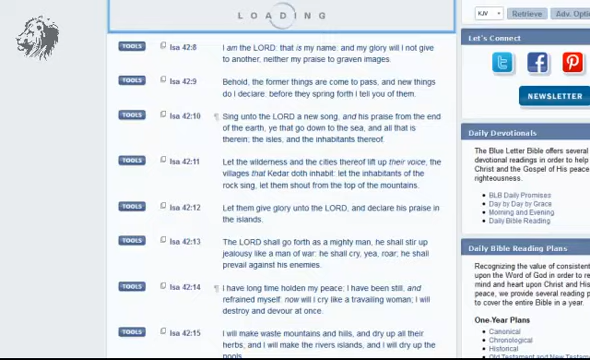 LOADING
KJV Retrieve Adv. Optio
TOOLS Isa 42:8 I am the LORD: that is my name: and my glory will I not give
to another, neither my praise to graven images.
TOOLS Isa 42:9 Behold, the former things are come to pass, and new things
do I declare: before they spring forth I tell you of them.
TOOLS Isa 42:10 ¶ Sing unto the LORD a new song, and his praise from the end
of the earth, ye that go down to the sea, and all that is
therein; the isles, and the inhabitants thereof.
TOOLS Isa 42:11 Let the wilderness and the cities thereof lift up their voice, the
villages that Kedar doth inhabit: let the inhabitants of the
rock sing, let them shout from the top of the mountains.
TOOLS Isa 42:12 Let them give glory unto the LORD, and declare his praise in
the islands.
TOOLS Isa 42:13 The LORD shall go forth as a mighty man, he shall stir up
jealousy like a man of war: he shall cry, yea, roar; he shall
prevail against his enemies.
TOOLS Isa 42:14 ¶ I have long time holden my peace; I have been still, and
refrained myself: now will I cry like a travailing woman; I will
destroy and devour at once.
TOOLS Isa 42:15 I will make waste mountains and hills, and dry up all their
herbs; and I will make the rivers islands, and I will dry up the
pools.
Let's Connect
NEWSLETTER
Daily Devotionals
The Blue Letter Bible offers several
devotional readings in order to help
Christ and the Gospel of His peace
righteousness.
• BLB Daily Promises
• Day by Day by Grace
• Morning and Evening
• Daily Bible Reading
Daily Bible Reading Plans
Recognizing the value of consistent
upon the Word of God in order to re
mind and heart upon Christ and His
peace, we provide several reading p
to cover the entire Bible in a year.
One-Year Plans
• Canonical
• Chronological
• Historical
• Old Testament and New Testam